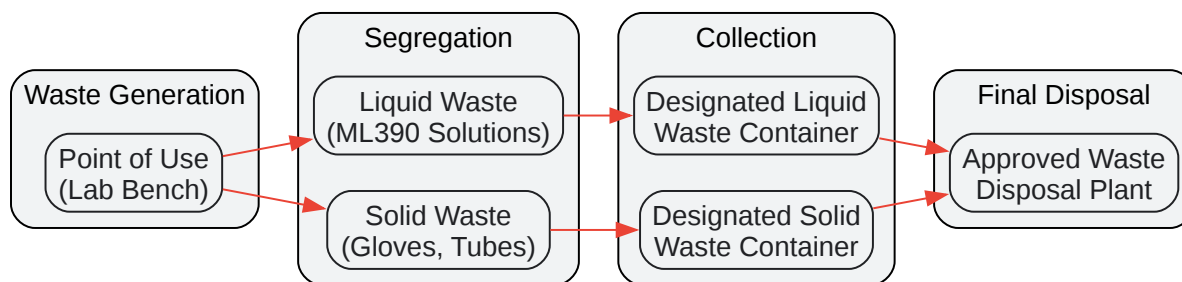 Waste Generation
Point of Use
(Lab Bench)
Segregation
Liquid Waste
(ML390 Solutions)
Solid Waste
(Gloves, Tubes)
Collection
Designated Liquid
Waste Container
Designated Solid
Waste Container
Final Disposal
Approved Waste
Disposal Plant